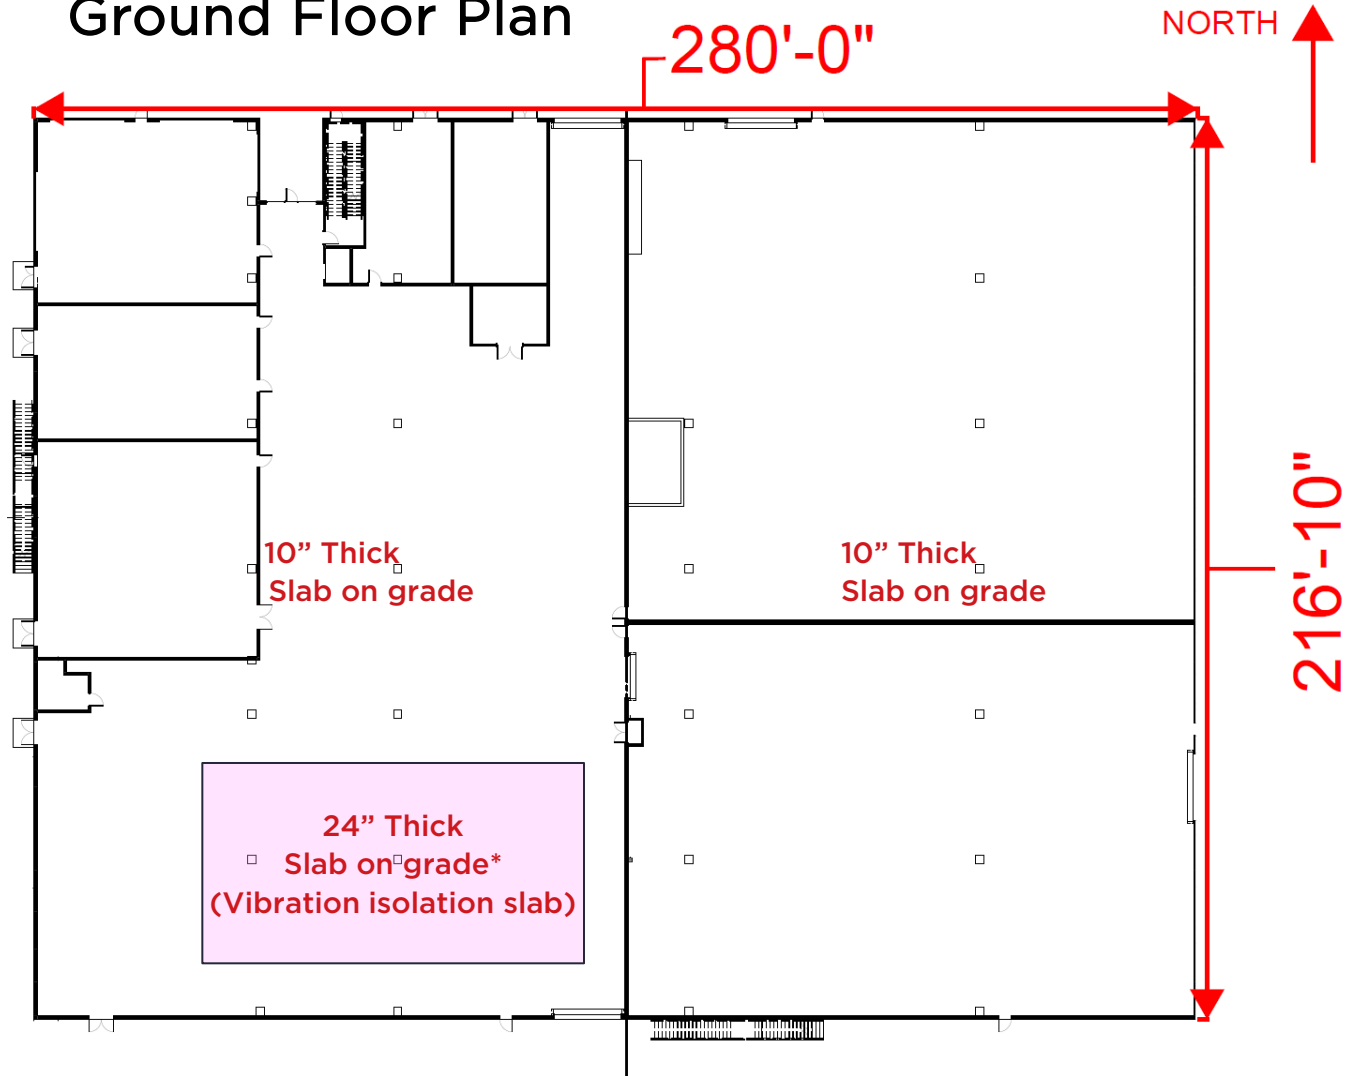 Ground Floor Plan
280'-0"
NORTH
216'-10"
10” Thick
Slab on grade
10” Thick
Slab on grade
24” Thick
Slab on grade*
(Vibration isolation slab)